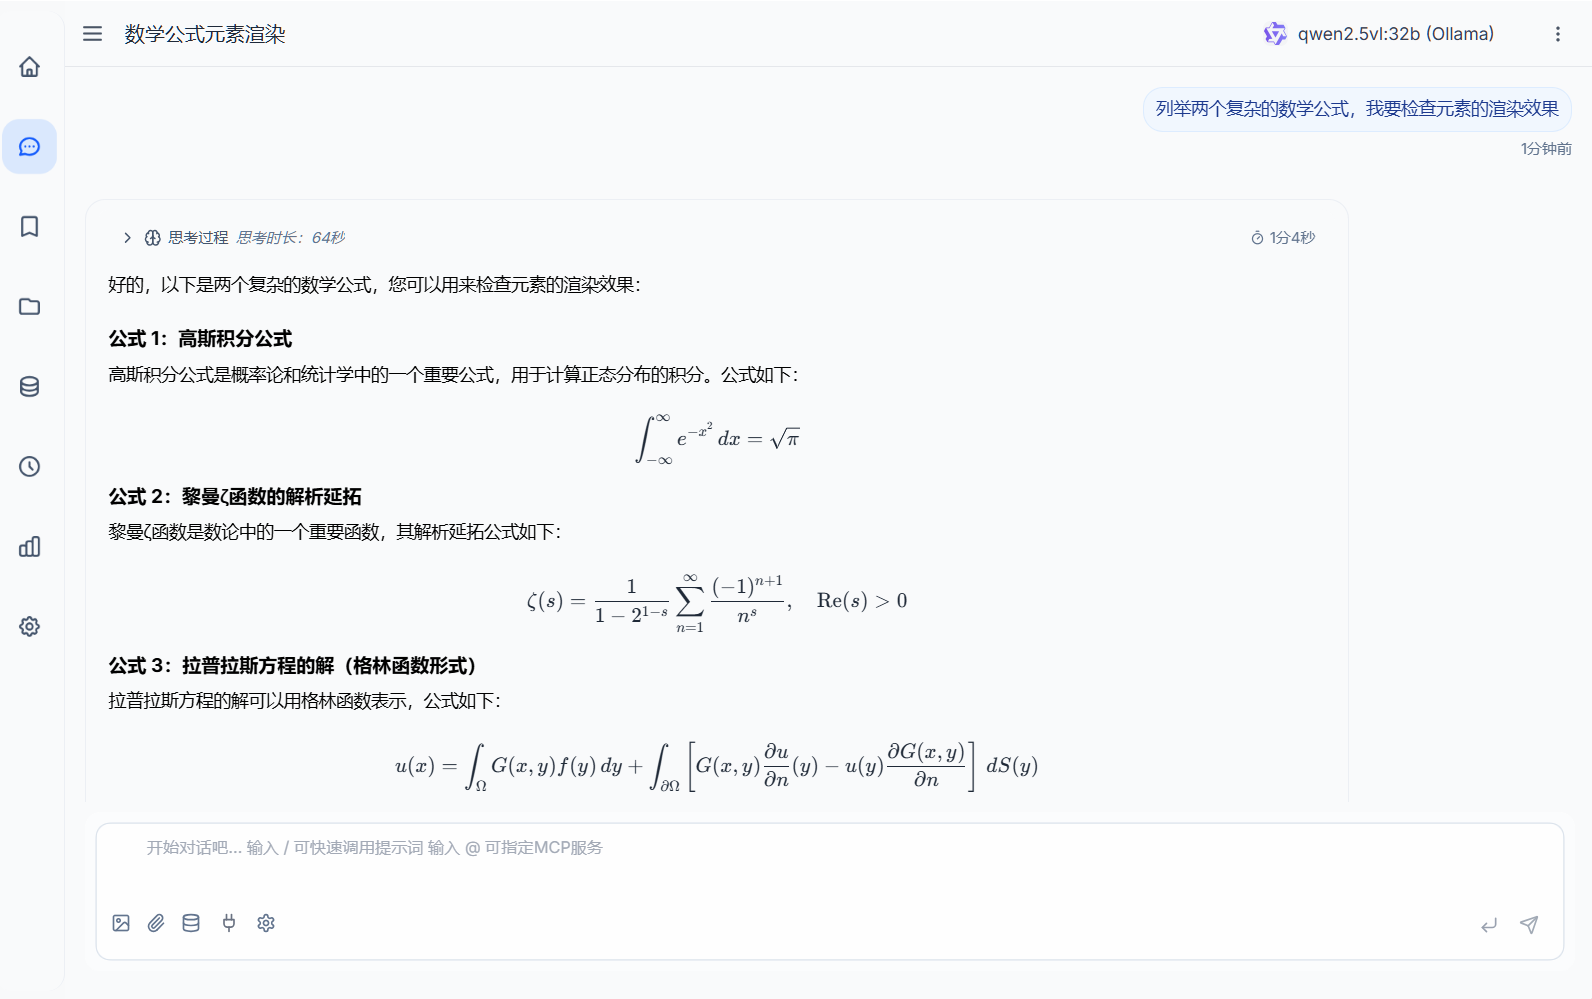 数学公式元素渲染
qwen2.5vl:32b (Ollama)
列举两个复杂的数学公式，我要检查元素的渲染效果
1分钟前
思考过程 思考时长：64秒
1分4秒
好的，以下是两个复杂的数学公式，您可以用来检查元素的渲染效果：
公式 1：高斯积分公式
高斯积分公式是概率论和统计学中的一个重要公式，用于计算正态分布的积分。公式如下：
$\int_{-\infty}^{\infty} e^{-x^2}\, dx = \sqrt{\pi}$
公式 2：黎曼ζ函数的解析延拓
黎曼ζ函数是数论中的一个重要函数，其解析延拓公式如下：
$\zeta(s) = \frac{1}{1-2^{1-s}} \sum_{n=1}^{\infty} \frac{(-1)^{n+1}}{n^s}, \quad \mathrm{Re}(s) > 0$
公式 3：拉普拉斯方程的解（格林函数形式）
拉普拉斯方程的解可以用格林函数表示，公式如下：
$u(x) = \int_{\Omega} G(x,y) f(y)\, dy + \int_{\partial\Omega} \left[ G(x,y) \frac{\partial u}{\partial n}(y) - u(y) \frac{\partial G(x,y)}{\partial n} \right] dS(y)$
开始对话吧... 输入 / 可快速调用提示词 输入 @ 可指定MCP服务